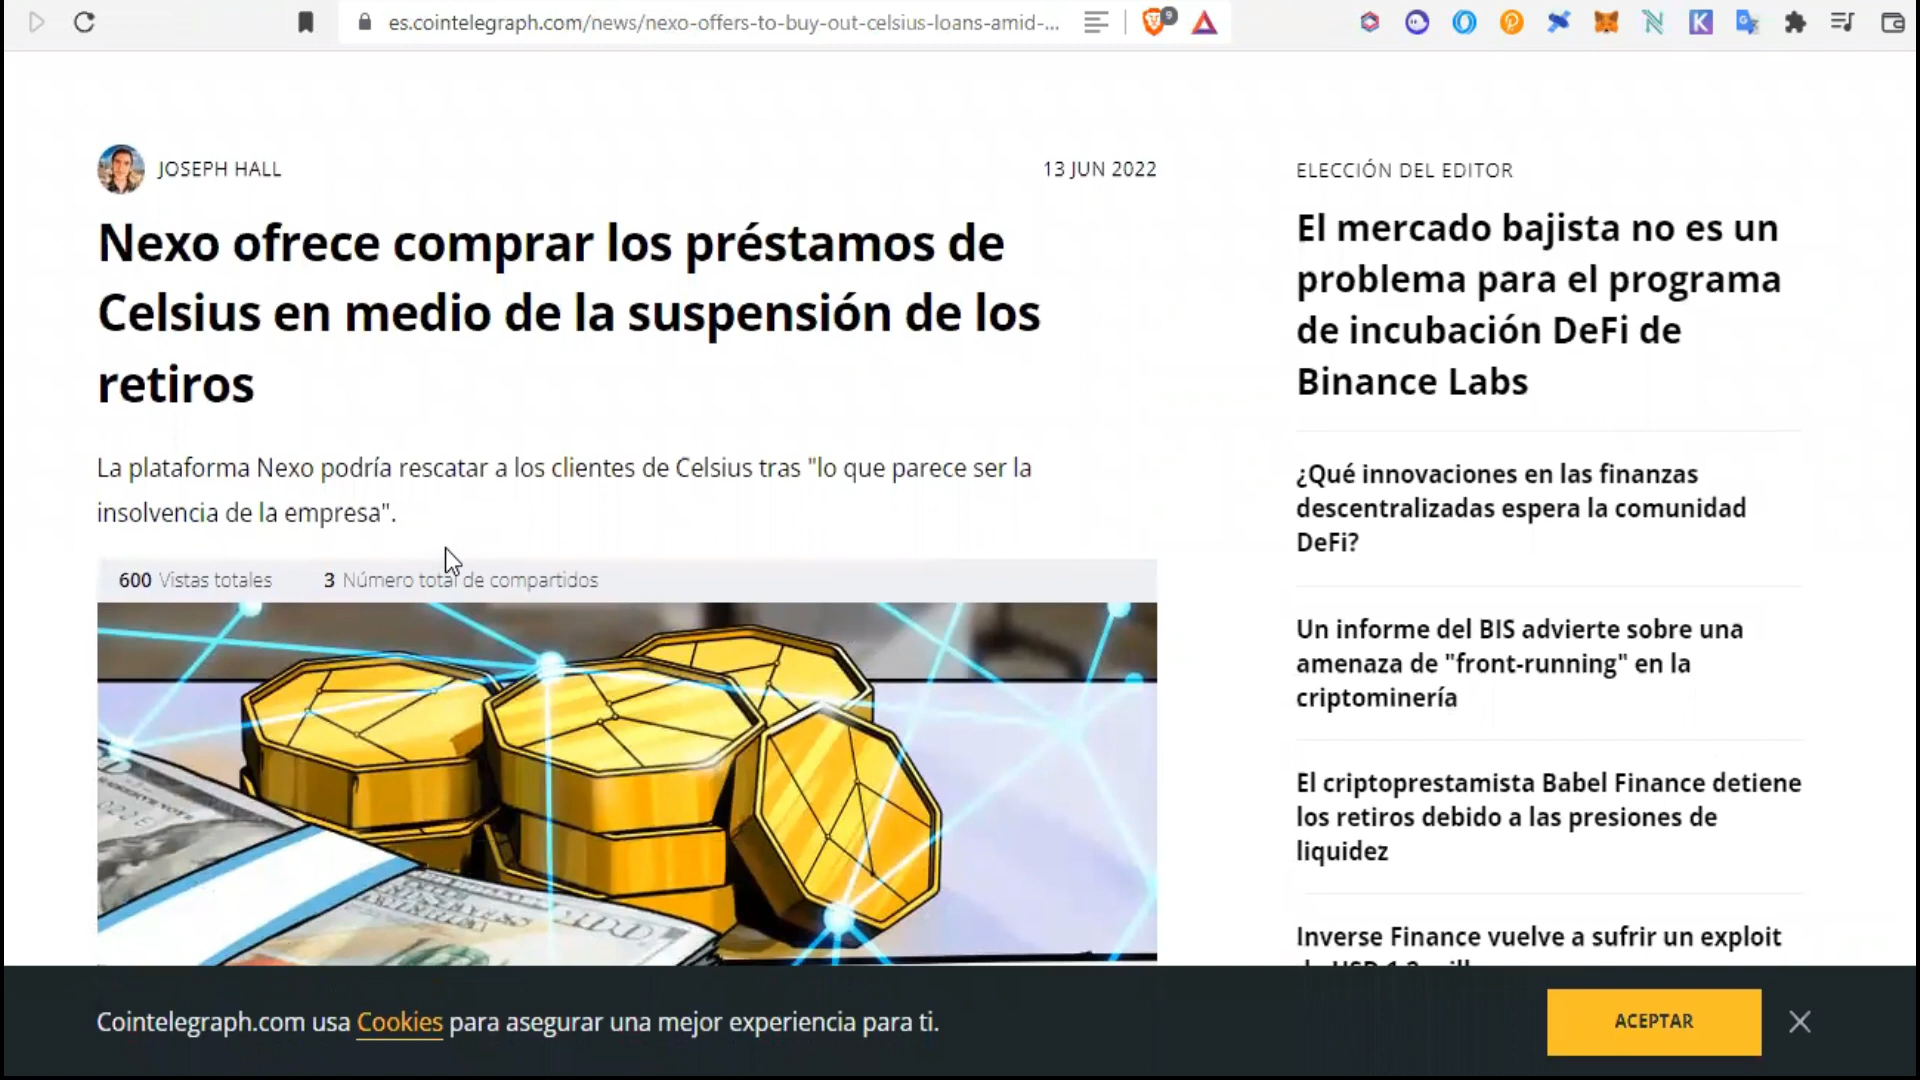 es.cointelegraph.com/news/nexo-offers-to-buy-out-celsius-loans-amid-...
9
JOSEPH HALL
13 JUN 2022
Nexo ofrece comprar los préstamos de
Celsius en medio de la suspensión de los
retiros
La plataforma Nexo podría rescatar a los clientes de Celsius tras "lo que parece ser la
insolvencia de la empresa".
600 Vistas totales
3 Número total de compartidos
ELECCIÓN DEL EDITOR
El mercado bajista no es un
problema para el programa
de incubación DeFi de
Binance Labs
¿Qué innovaciones en las finanzas
descentralizadas espera la comunidad
DeFi?
Un informe del BIS advierte sobre una
amenaza de "front-running" en la
criptominería
El criptoprestamista Babel Finance detiene
los retiros debido a las presiones de
liquidez
Inverse Finance vuelve a sufrir un exploit
Cointelegraph.com usa Cookies para asegurar una mejor experiencia para ti.
ACEPTAR